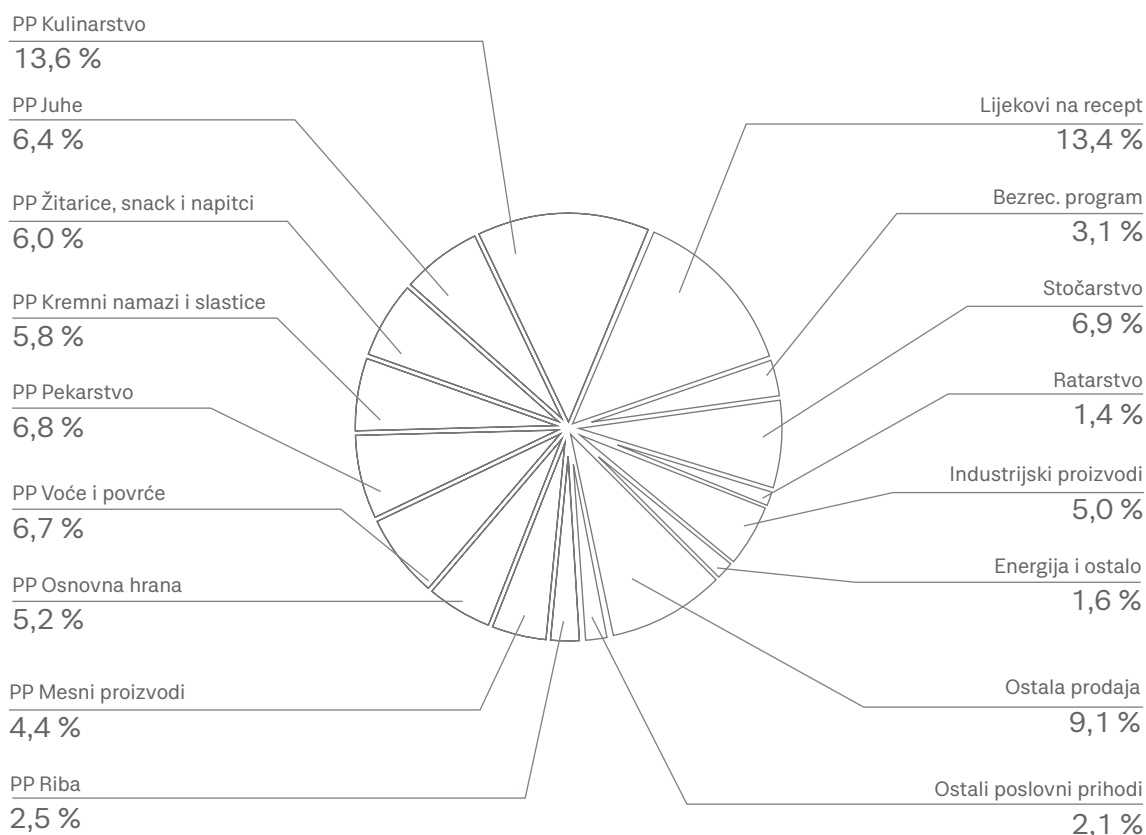 PP Kulinarstvo
13,6 %
PP Juhe
6,4 %
PP Žitarice, snack i napitci
6,0 %
PP Kremni namazi i slastice
5,8 %
PP Pekarstvo
6,8 %
PP Voće i povrće
6,7 %
PP Osnovna hrana
5,2 %
PP Mesni proizvodi
4,4 %
PP Riba
2,5 %
Lijekovi na recept
13,4 %
Bezrec. program
3,1 %
Stočarstvo
6,9 %
Ratarstvo
1,4 %
Industrijski proizvodi
5,0 %
Energija i ostalo
1,6 %
Ostala prodaja
9,1 %
Ostali poslovni prihodi
2,1 %